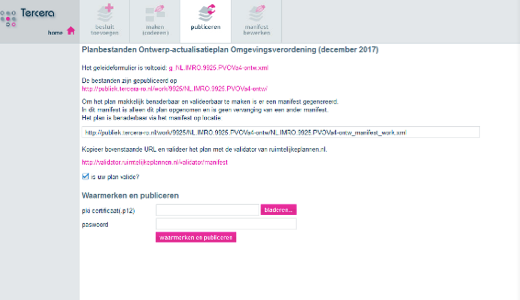 Tercera
home
besluit
toevoegen
maken
(valideren)
publiceren
manifest
bewerken
Planbestanden Ontwerp-actualisatieplan Omgevingsverordening (december 2017)
Het geleideformulier is voltooid: g_NL.IMRO.9925.PVOVa4-ontw.xml
De bestanden zijn gepubliceerd op
http://publiek.tercera-ro.nl/work/9925/NL.IMRO.9925.PVOVa4-ontw/
Om het plan makkelijk benaderbaar en valideerbaar te maken is er een manifest gegenereerd.
In dit manifest is alleen dit plan opgenomen en is geen vervanging van een ander manifest.
Het plan is benaderbaar via het manifest op locatie
http://publiek.tercera-ro.nl/work/9925/NL.IMRO.9925.PVOVa4-ontw/NL.IMRO.9925.PVOVa4-ontw_manifest_work.xml
Kopieer bovenstaande URL en valideer het plan met de validator van ruimtelijkeplannen.nl.
http://validator.ruimtelijkeplannen.nl/validator/manifest
is uw plan valide?
Waarmerken en publiceren
pki certificaat(.p12)
bladeren...
paswoord
waarmerken en publiceren